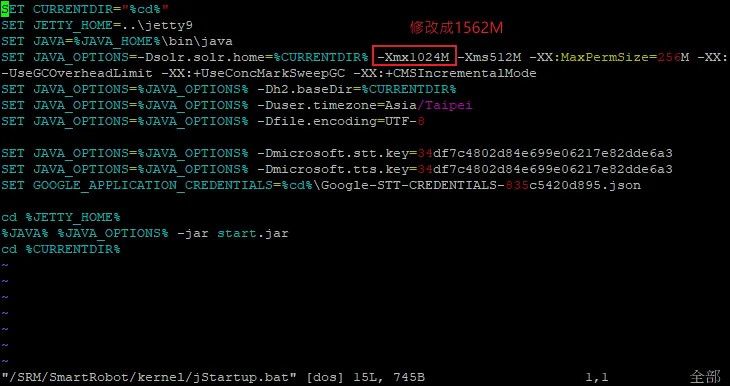 SET CURRENTDIR="%cd%"
修改成1562M
SET JETTY_HOME=..\jetty9
SET JAVA=%JAVA_HOME%\bin\java
SET JAVA_OPTIONS=-Dsolr.solr.home=%CURRENTDIR% -Xmx1024M -Xms512M -XX:MaxPermSize=256M -XX:
-UseGCOverheadLimit -XX:+UseConcMarkSweepGC -XX:+CMSIncrementalMode
SET JAVA_OPTIONS=%JAVA_OPTIONS% -Dh2.baseDir=%CURRENTDIR%
SET JAVA_OPTIONS=%JAVA_OPTIONS% -Duser.timezone=Asia/Taipei
SET JAVA_OPTIONS=%JAVA_OPTIONS% -Dfile.encoding=UTF-8
SET JAVA_OPTIONS=%JAVA_OPTIONS% -Dmicrosoft.stt.key=34df7c4802d84e699e06217e82dde6a3
SET JAVA_OPTIONS=%JAVA_OPTIONS% -Dmicrosoft.tts.key=34df7c4802d84e699e06217e82dde6a3
SET GOOGLE_APPLICATION_CREDENTIALS=%cd%\Google-STT-CREDENTIALS-835c5420d895.json
cd %JETTY_HOME%
%JAVA% %JAVA_OPTIONS% -jar start.jar
cd %CURRENTDIR%
~
~
~
~
~
~
~
"/SRM/SmartRobot/kernel/jStartup.bat" [dos] 15L, 745B 1,1 全部